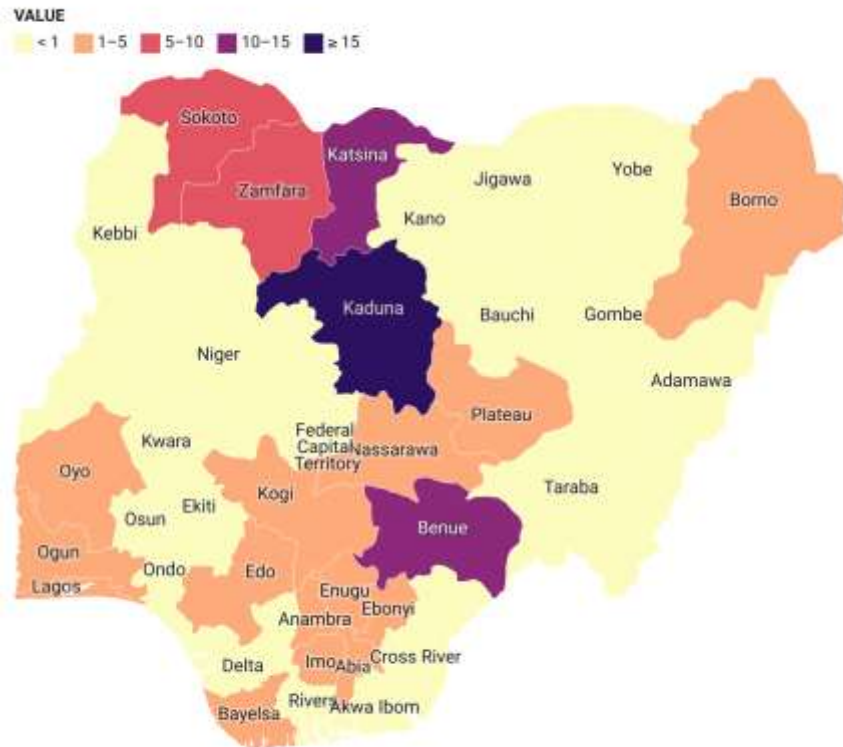 VALUE
< 1 1–5 5–10 10–15 ≥ 15
Sokoto
Katsina
Zamfara
Jigawa
Yobe
Borno
Kano
Kebbi
Kaduna
Bauchi
Gombe
Niger
Adamawa
Plateau
Federal
Capital
Territory
Nassarawa
Kwara
Oyo
Kogi
Taraba
Ekiti
Osun
Benue
Ogun
Lagos
Ondo
Edo
Enugu
Ebonyi
Anambra
Delta
Imo
Abia
Cross River
Rivers
Akwa Ibom
Bayelsa